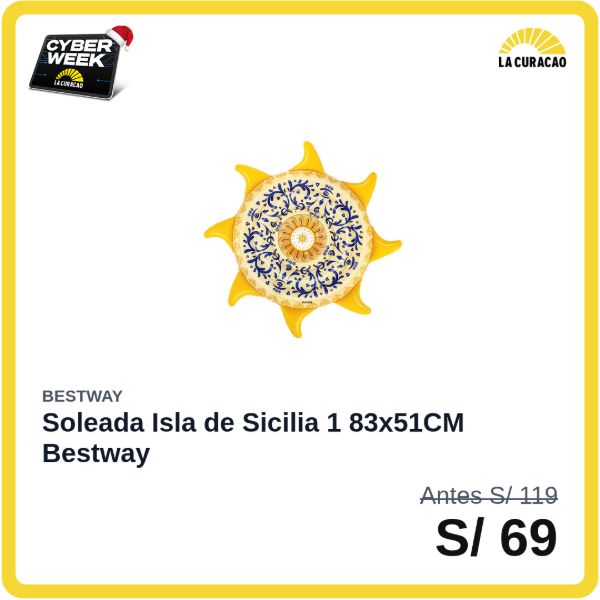 CYBER
WEEK
LA CURACAO
LA CURACAO
BESTWAY
Soleada Isla de Sicilia 1 83x51CM
Bestway
Antes S/ 119
S/ 69